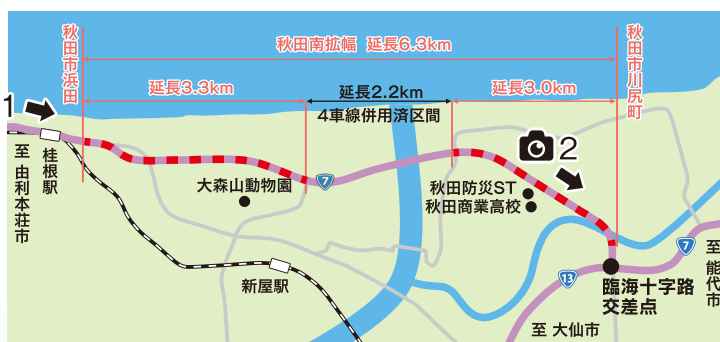 秋田南拡幅 延長6.3km
秋田市浜田
秋田市川尻町
延長3.3km
延長2.2km
延長3.0km
4車線併用済区間
1
2
桂根駅
至 由利本荘市
大森山動物園
7
秋田防災ST
秋田商業高校
新屋駅
7
至 能代市
13
臨海十字路
交差点
至 大仙市